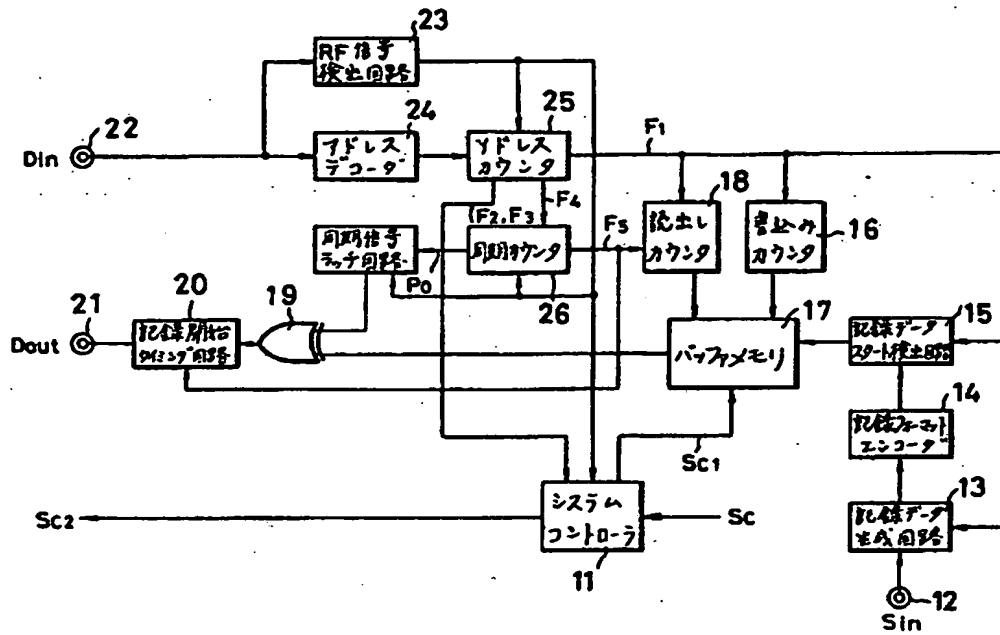 23
RF信号
検出回路
22
Din
24
アドレス
デコーダ
25
アドレス
カウンタ
F1
F4
F2, F3
18
読出し
カウンタ
書込み
カウンタ
16
同期信号
ラッチ回路
P0
同期カウンタ
26
F5
21
Dout
20
記録開始
タイミング回路
19
17
バッファメモリ
15
記録データ
スタート検出回路
14
記録フォーマット
エンコーダ
Sc1
13
記録データ
生成回路
Sc2
システム
コントローラ
11
Sc
12
Sin